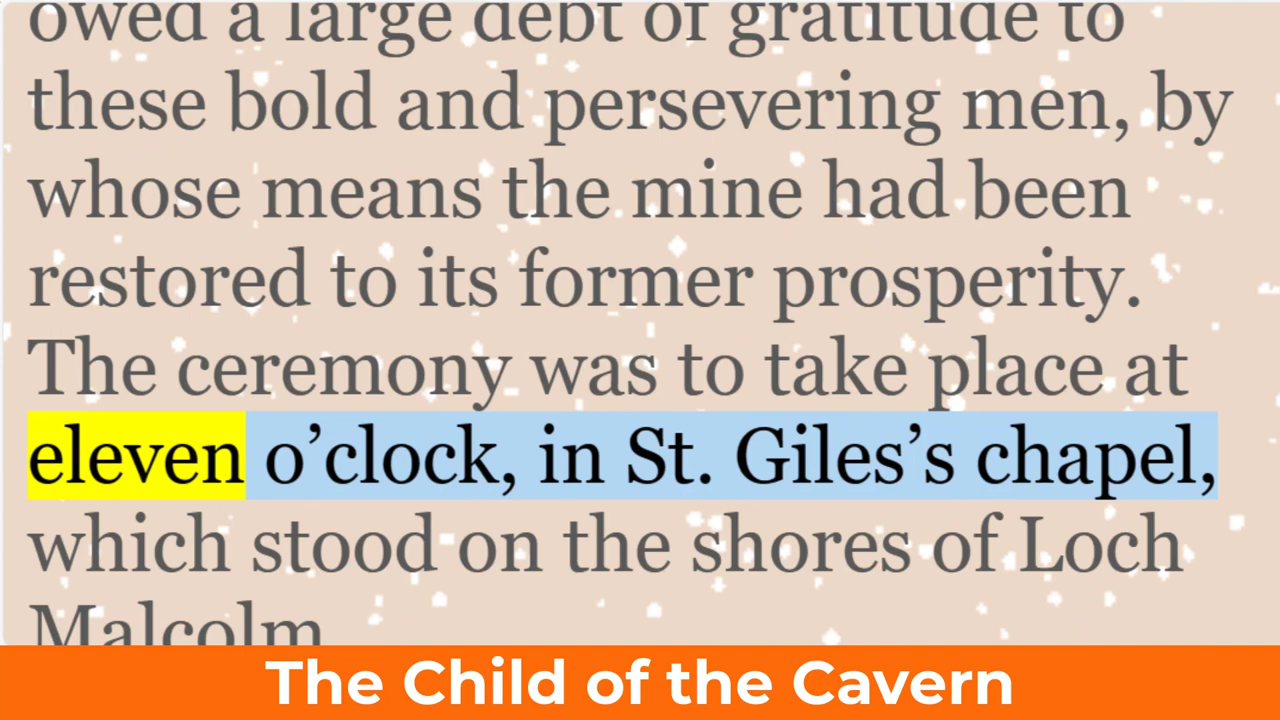 owed a large debt of gratitude to
these bold and persevering men, by
whose means the mine had been
restored to its former prosperity.
The ceremony was to take place at
eleven o’clock, in St. Giles’s chapel,
which stood on the shores of Loch
Malcolm
The Child of the Cavern